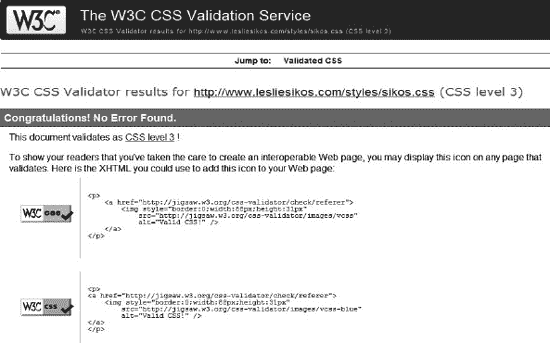 W3C® The W3C CSS Validation Service
W3C CSS Validator results for http://www.lesliesikos.com/styles/sikos.css (CSS level 3)
Jump to: Validated CSS
W3C CSS Validator results for http://www.lesliesikos.com/styles/sikos.css (CSS level 3)
Congratulations! No Error Found.
This document validates as CSS level 3 !
To show your readers that you've taken the care to create an interoperable Web page, you may display this icon on any page that
validates. Here is the XHTML you could use to add this icon to your Web page:
W3C css
<p>
<a href="http://jigsaw.w3.org/css-validator/check/referer">
<img style="border:0;width:88px;height:31px"
src="http://jigsaw.w3.org/css-validator/images/vcss"
alt="Valid CSS!" />
</a>
</p>
W3C css
<p>
<a href="http://jigsaw.w3.org/css-validator/check/referer">
<img style="border:0;width:88px;height:31px"
src="http://jigsaw.w3.org/css-validator/images/vcss-blue"
alt="Valid CSS!" />
</a>
</p>